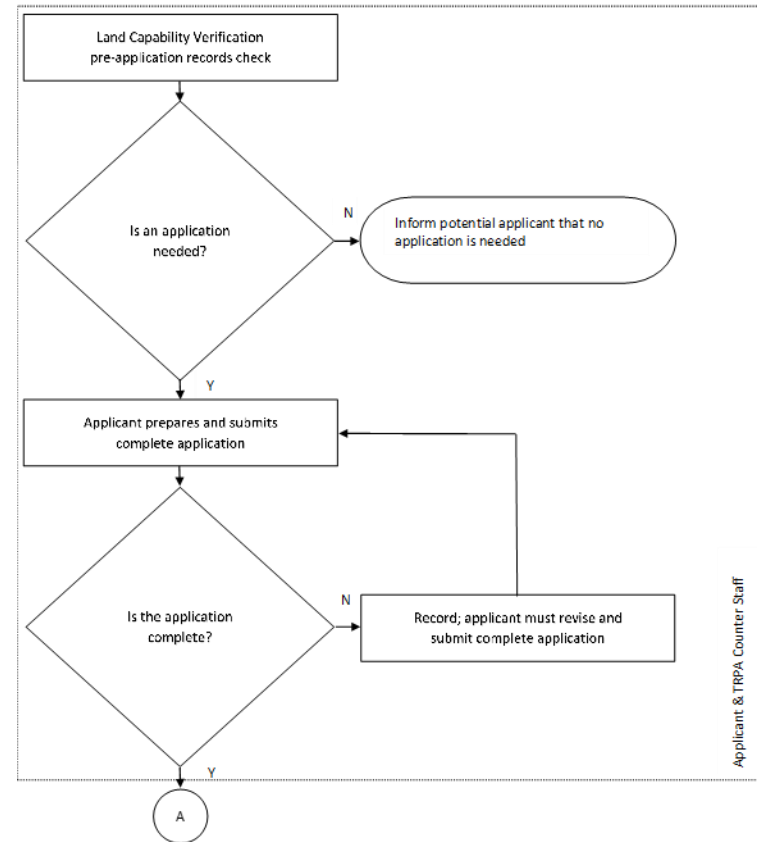 Land Capability Verification
pre-application records check
Is an application
needed?
N
Inform potential applicant that no
application is needed
Y
Applicant prepares and submits
complete application
Is the application
complete?
N
Record; applicant must revise and
submit complete application
Applicant & TRPA Counter Staff
Y
A